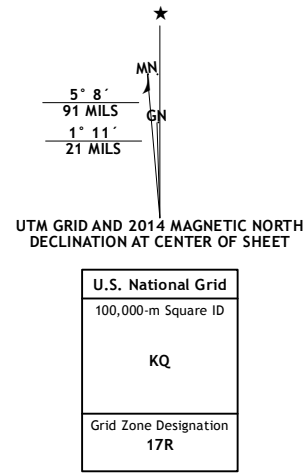 MN
5° 8´
91 MILS
GN
1° 11´
21 MILS
UTM GRID AND 2014 MAGNETIC NORTH
DECLINATION AT CENTER OF SHEET
U.S. National Grid
100,000-m Square ID
KQ
Grid Zone Designation
17R